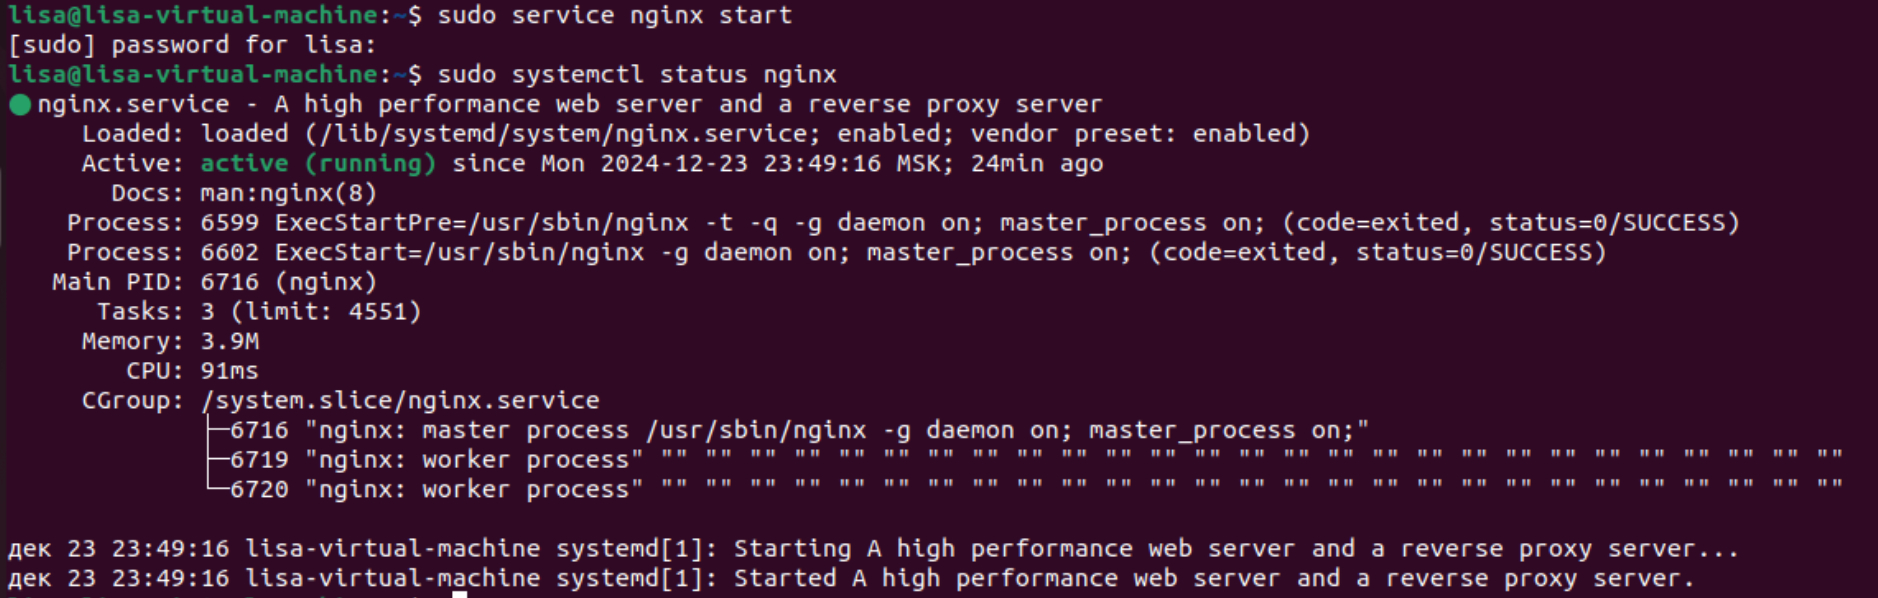 lisa@lisa-virtual-machine:~$ sudo service nginx start
[sudo] password for lisa:
lisa@lisa-virtual-machine:~$ sudo systemctl status nginx
● nginx.service - A high performance web server and a reverse proxy server
     Loaded: loaded (/lib/systemd/system/nginx.service; enabled; vendor preset: enabled)
     Active: active (running) since Mon 2024-12-23 23:49:16 MSK; 24min ago
       Docs: man:nginx(8)
    Process: 6599 ExecStartPre=/usr/sbin/nginx -t -q -g daemon on; master_process on; (code=exited, status=0/SUCCESS)
    Process: 6602 ExecStart=/usr/sbin/nginx -g daemon on; master_process on; (code=exited, status=0/SUCCESS)
   Main PID: 6716 (nginx)
      Tasks: 3 (limit: 4551)
     Memory: 3.9M
        CPU: 91ms
     CGroup: /system.slice/nginx.service
             ├─6716 "nginx: master process /usr/sbin/nginx -g daemon on; master_process on;"
             ├─6719 "nginx: worker process" "" "" "" "" "" "" "" "" "" "" "" "" "" "" "" "" "" "" "" "" "" "" "" "" "" "" ""
             └─6720 "nginx: worker process" "" "" "" "" "" "" "" "" "" "" "" "" "" "" "" "" "" "" "" "" "" "" "" "" "" "" ""
дек 23 23:49:16 lisa-virtual-machine systemd[1]: Starting A high performance web server and a reverse proxy server...
дек 23 23:49:16 lisa-virtual-machine systemd[1]: Started A high performance web server and a reverse proxy server.